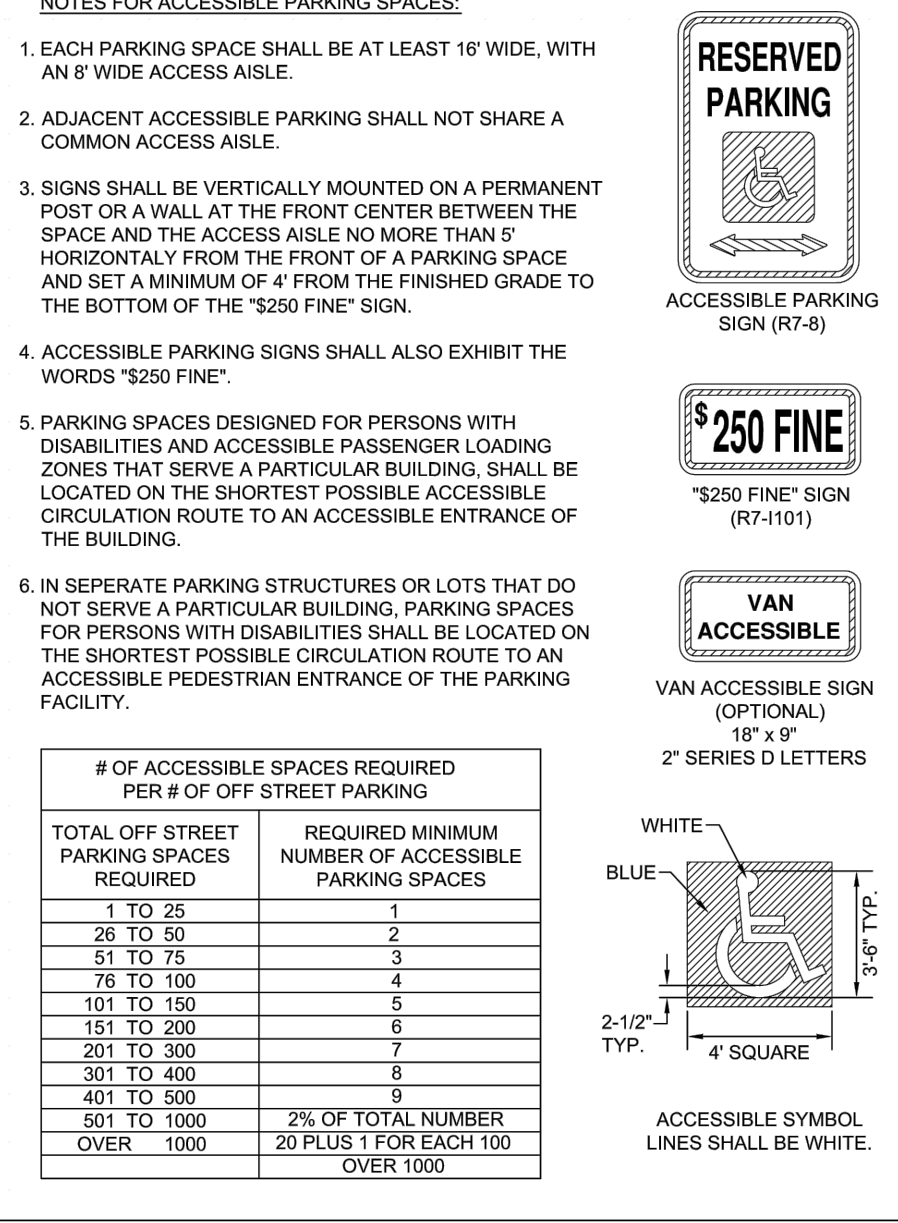 NOTES FOR ACCESSIBLE PARKING SPACES:
1. EACH PARKING SPACE SHALL BE AT LEAST 16' WIDE, WITH
AN 8' WIDE ACCESS AISLE.
2. ADJACENT ACCESSIBLE PARKING SHALL NOT SHARE A
COMMON ACCESS AISLE.
3. SIGNS SHALL BE VERTICALLY MOUNTED ON A PERMANENT
POST OR A WALL AT THE FRONT CENTER BETWEEN THE
SPACE AND THE ACCESS AISLE NO MORE THAN 5'
HORIZONTALY FROM THE FRONT OF A PARKING SPACE
AND SET A MINIMUM OF 4' FROM THE FINISHED GRADE TO
THE BOTTOM OF THE "$250 FINE" SIGN.
4. ACCESSIBLE PARKING SIGNS SHALL ALSO EXHIBIT THE
WORDS "$250 FINE".
5. PARKING SPACES DESIGNED FOR PERSONS WITH
DISABILITIES AND ACCESSIBLE PASSENGER LOADING
ZONES THAT SERVE A PARTICULAR BUILDING, SHALL BE
LOCATED ON THE SHORTEST POSSIBLE ACCESSIBLE
CIRCULATION ROUTE TO AN ACCESSIBLE ENTRANCE OF
THE BUILDING.
6. IN SEPERATE PARKING STRUCTURES OR LOTS THAT DO
NOT SERVE A PARTICULAR BUILDING, PARKING SPACES
FOR PERSONS WITH DISABILITIES SHALL BE LOCATED ON
THE SHORTEST POSSIBLE CIRCULATION ROUTE TO AN
ACCESSIBLE PEDESTRIAN ENTRANCE OF THE PARKING
FACILITY.
# OF ACCESSIBLE SPACES REQUIRED
PER # OF OFF STREET PARKING
TOTAL OFF STREET
PARKING SPACES
REQUIRED
REQUIRED MINIMUM
NUMBER OF ACCESSIBLE
PARKING SPACES
1 TO 25 1
26 TO 50 2
51 TO 75 3
76 TO 100 4
101 TO 150 5
151 TO 200 6
201 TO 300 7
301 TO 400 8
401 TO 500 9
501 TO 1000 2% OF TOTAL NUMBER
OVER 1000 20 PLUS 1 FOR EACH 100
OVER 1000
RESERVED
PARKING
ACCESSIBLE PARKING
SIGN (R7-8)
$250 FINE
"$250 FINE" SIGN
(R7-I101)
VAN
ACCESSIBLE
VAN ACCESSIBLE SIGN
(OPTIONAL)
18" x 9"
2" SERIES D LETTERS
WHITE
BLUE
3'-6" TYP.
2-1/2"
TYP.
4' SQUARE
ACCESSIBLE SYMBOL
LINES SHALL BE WHITE.